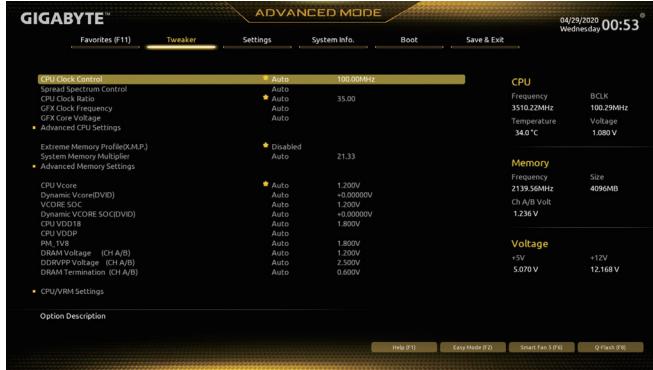 GIGABYTE™
ADVANCED MODE
04/29/2020
Wednesday 00:53
Favorites (F11) Tweaker Settings System Info. Boot Save & Exit
CPU Clock Control Auto 100.00MHz
Spread Spectrum Control Auto
CPU Clock Ratio Auto 35.00
GFX Clock Frequency Auto
GFX Core Voltage Auto
Advanced CPU Settings
Extreme Memory Profile(X.M.P.) Disabled
System Memory Multiplier Auto 21.33
Advanced Memory Settings
CPU Vcore Auto 1.200V
Dynamic Vcore(DVID) Auto +0.00000V
VCORE SOC Auto 1.200V
Dynamic VCORE SOC(DVID) Auto +0.00000V
CPU VDD18 Auto 1.800V
CPU VDDP Auto
PM_1V8 Auto 1.800V
DRAM Voltage (CH A/B) Auto 1.200V
DDRVPP Voltage (CH A/B) Auto 2.500V
DRAM Termination (CH A/B) Auto 0.600V
CPU/VRM Settings
Option Description
CPU
Frequency BCLK
3510.22MHz 100.29MHz
Temperature Voltage
34.0 °C 1.080 V
Memory
Frequency Size
2139.56MHz 4096MB
Ch A/B Volt
1.236 V
Voltage
+5V +12V
5.070 V 12.168 V
Help (F1) Easy Mode (F2) Smart Fan 5 (F6) Q-Flash (F8)